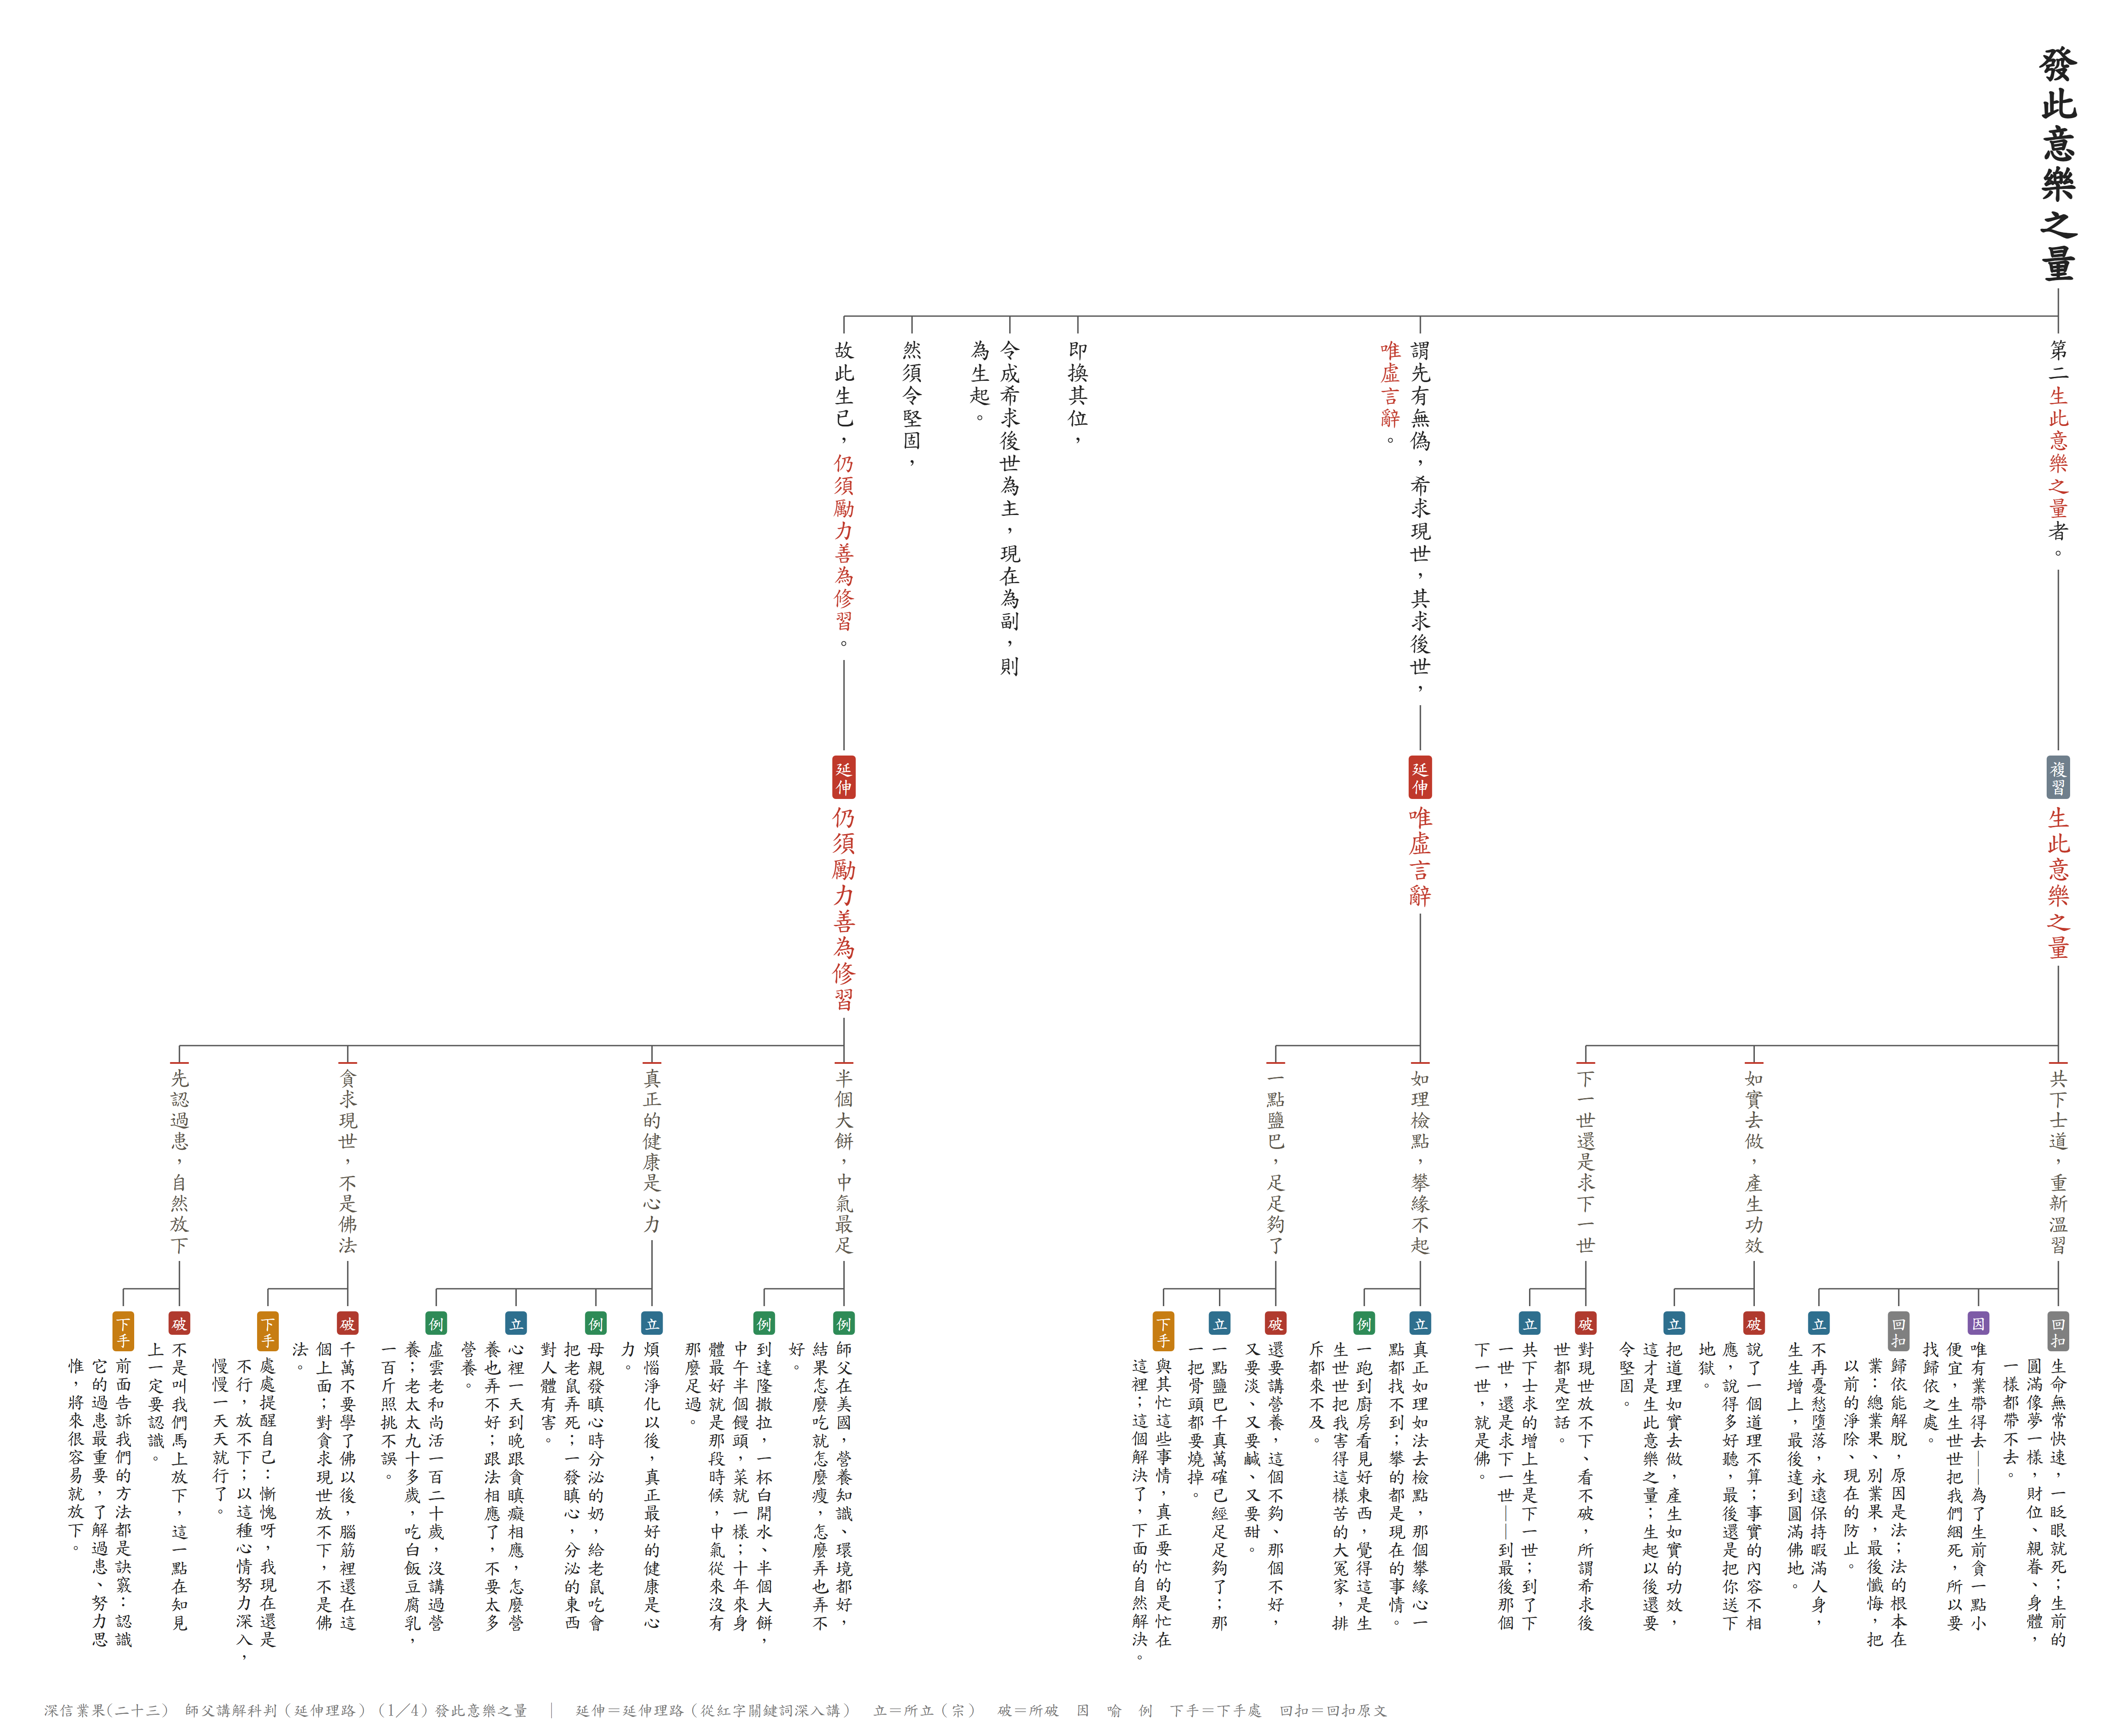 發此意樂之量
第二生此意樂之量者。
謂先有無偽，希求現世，其求後世，
唯虛言辭。
即換其位，
令成希求後世為主，現在為副，則
為生起。
然須令堅固，
故此生已，仍須勵力善為修習。
複習
生此意樂之量
延伸
唯虛言辭
延伸
仍須勵力善為修習
共下士道，重新溫習
如實去做，產生功效
下一世還是求下一世
如理檢點，攀緣不起
一點鹽巴，足足夠了
半個大餅，中氣最足
真正的健康是心力
貪求現世，不是佛法
先認過患，自然放下
回扣
生命無常快速，一眨眼就死；生前的
圓滿像夢一樣，財位、親眷、身體，
一樣都帶不去。
因
唯有業帶得去——為了生前貪一點小
便宜，生生世世把我們綑死，所以要
找歸依之處。
回扣
歸依能解脫，原因是法；法的根本在
業：總業果、別業果，最後懺悔，把
以前的淨除、現在的防止。
立
不再憂愁墮落，永遠保持暇滿人身，
生生增上，最後達到圓滿佛地。
破
說了一個道理不算；事實的內容不相
應，說得多好聽，最後還是把你送下
地獄。
立
把道理如實去做，產生如實的功效，
這才是生此意樂之量；生起以後還要
令堅固。
破
對現世放不下、看不破，所謂希求後
世都是空話。
立
共下士求的增上生是下一世；到了下
一世，還是求下一世——到最後那個
下一世，就是佛。
立
真正如理如法去檢點，那個攀緣心一
點都找不到；攀的都是現在的事情。
例
一跑到廚房看見好東西，覺得這是生
生世世把我害得這樣苦的大冤家，排
斥都來不及。
破
還要講營養，這個不夠、那個不好，
又要淡、又要鹹、又要甜。
立
一點鹽巴千真萬確已經足足夠了；那
一把骨頭都要燒掉。
下手
與其忙這些事情，真正要忙的是忙在
這裡；這個解決了，下面的自然解決。
例
師父在美國，營養知識、環境都好，
結果怎麼吃就怎麼瘦，怎麼弄也弄不
好。
例
到達隆撒拉，一杯白開水、半個大餅，
中午半個饅頭，菜就一樣；十年來身
體最好就是那段時候，中氣從來沒有
那麼足過。
立
煩惱淨化以後，真正最好的健康是心
力。
例
母親發瞋心時分泌的奶，給老鼠吃會
把老鼠弄死；一發瞋心，分泌的東西
對人體有害。
立
心裡一天到晚跟貪瞋癡相應，怎麼營
養也弄不好；跟法相應了，不要太多
營養。
例
虛雲老和尚活一百二十歲，沒講過營
養；老太太九十多歲，吃白飯豆腐乳，
一百斤照挑不誤。
破
千萬不要學了佛以後，腦筋裡還在這
個上面；對貪求現世放不下，不是佛
法。
下手
處處提醒自己：慚愧呀，我現在還是
不行，放不下；以這種心情努力深入，
慢慢一天天就行了。
破
不是叫我們馬上放下，這一點在知見
上一定要認識。
下手
前面告訴我們的方法都是訣竅：認識
它的過患最重要，了解過患、努力思
惟，將來很容易就放下。
深信業果(二十三)　師父講解科判（延伸理路）（1／4）發此意樂之量　｜　延伸＝延伸理路（從紅字關鍵詞深入講）　立＝所立（宗）　破＝所破　因　喻　例　下手＝下手處　回扣＝回扣原文